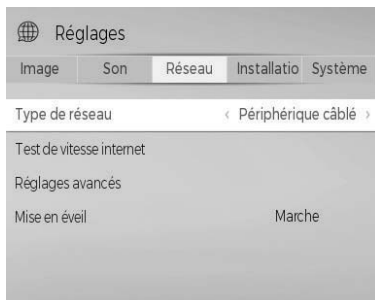 Réglages
Image Son Réseau Installatio Système
Type de réseau ‹ Périphérique câblé ›
Test de vitesse internet
Réglages avancés
Mise en éveil Marche